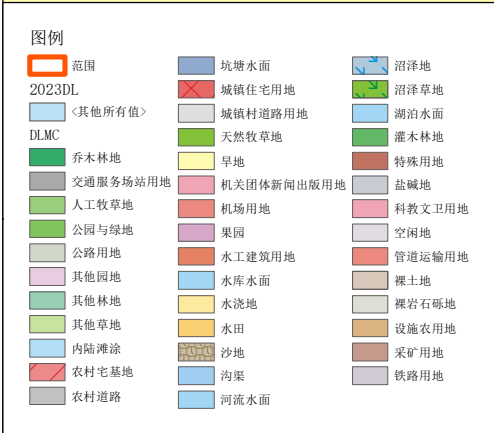 图例
范围
2023DL
<其他所有值>
DLMC
乔木林地
交通服务场站用地
人工牧草地
公园与绿地
公路用地
其他园地
其他林地
其他草地
内陆滩涂
农村宅基地
农村道路
坑塘水面
城镇住宅用地
城镇村道路用地
天然牧草地
旱地
机关团体新闻出版用地
机场用地
果园
水工建筑用地
水库水面
水浇地
水田
沙地
沟渠
河流水面
沼泽地
沼泽草地
湖泊水面
灌木林地
特殊用地
盐碱地
科教文卫用地
空闲地
管道运输用地
裸土地
裸岩石砾地
设施农用地
采矿用地
铁路用地